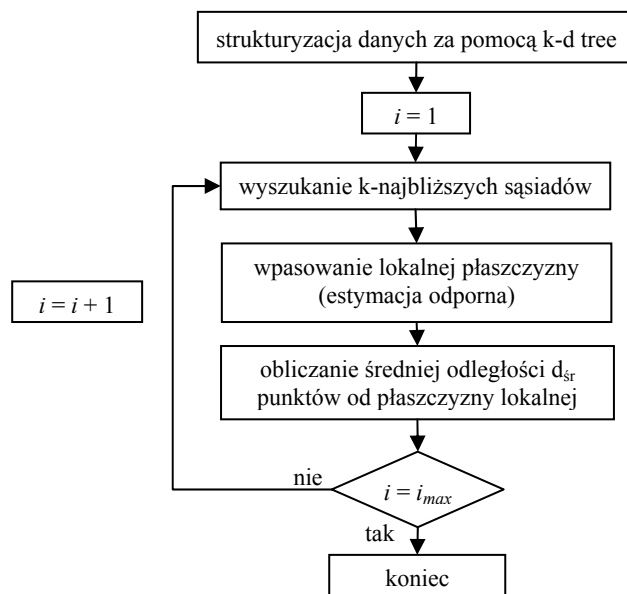 strukturyzacja danych za pomocą k-d tree
i = 1
wyszukanie k-najbliższych sąsiadów
wpasowanie lokalnej płaszczyzny
(estymacja odporna)
i = i + 1
obliczanie średniej odległości dśr
punktów od płaszczyzny lokalnej
nie
i = imax
tak
koniec